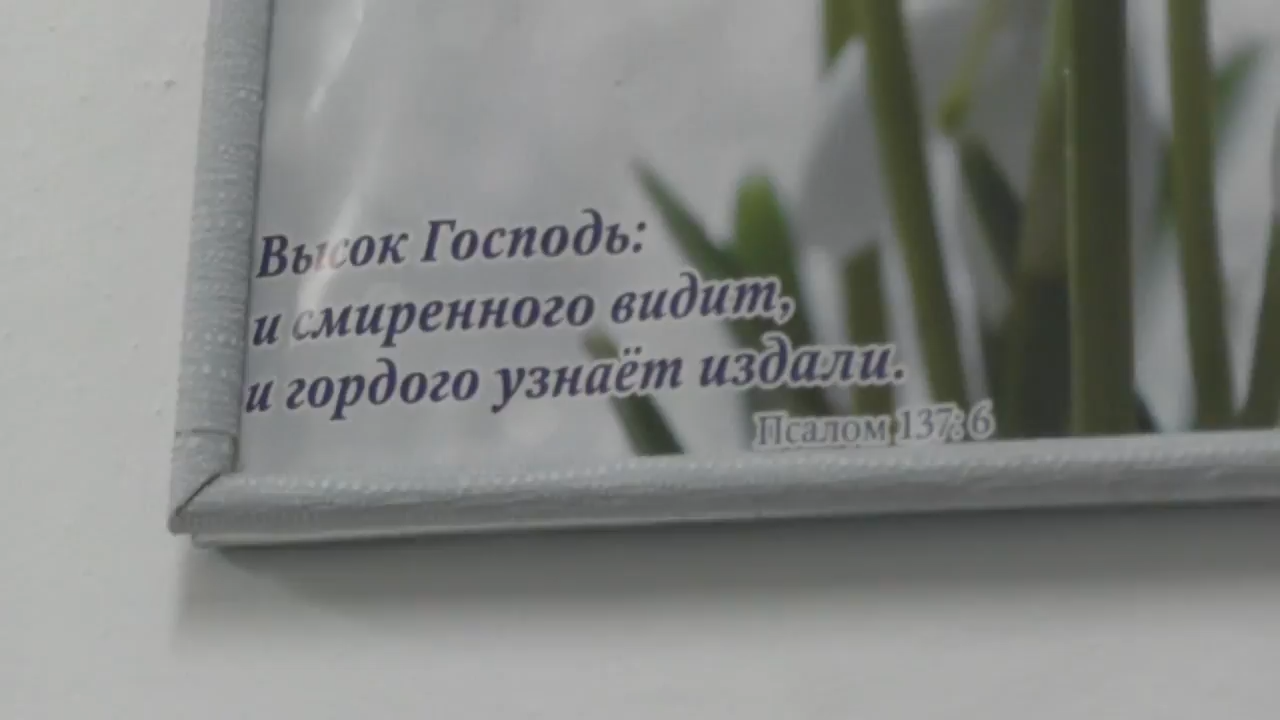 Высок Господь:
и смиренного видит,
и гордого узнаёт издали.
Псалом 137: 6